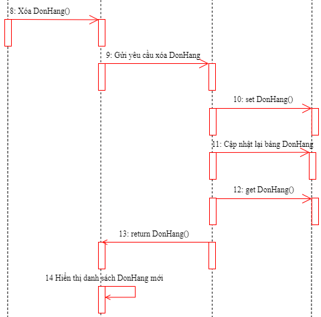 8: Xóa DonHang()
9: Gửi yêu cầu xóa DonHang
10: set DonHang()
11: Cập nhật lại bảng DonHang
12: get DonHang()
13: return DonHang()
14 Hiển thị danh sách DonHang mới